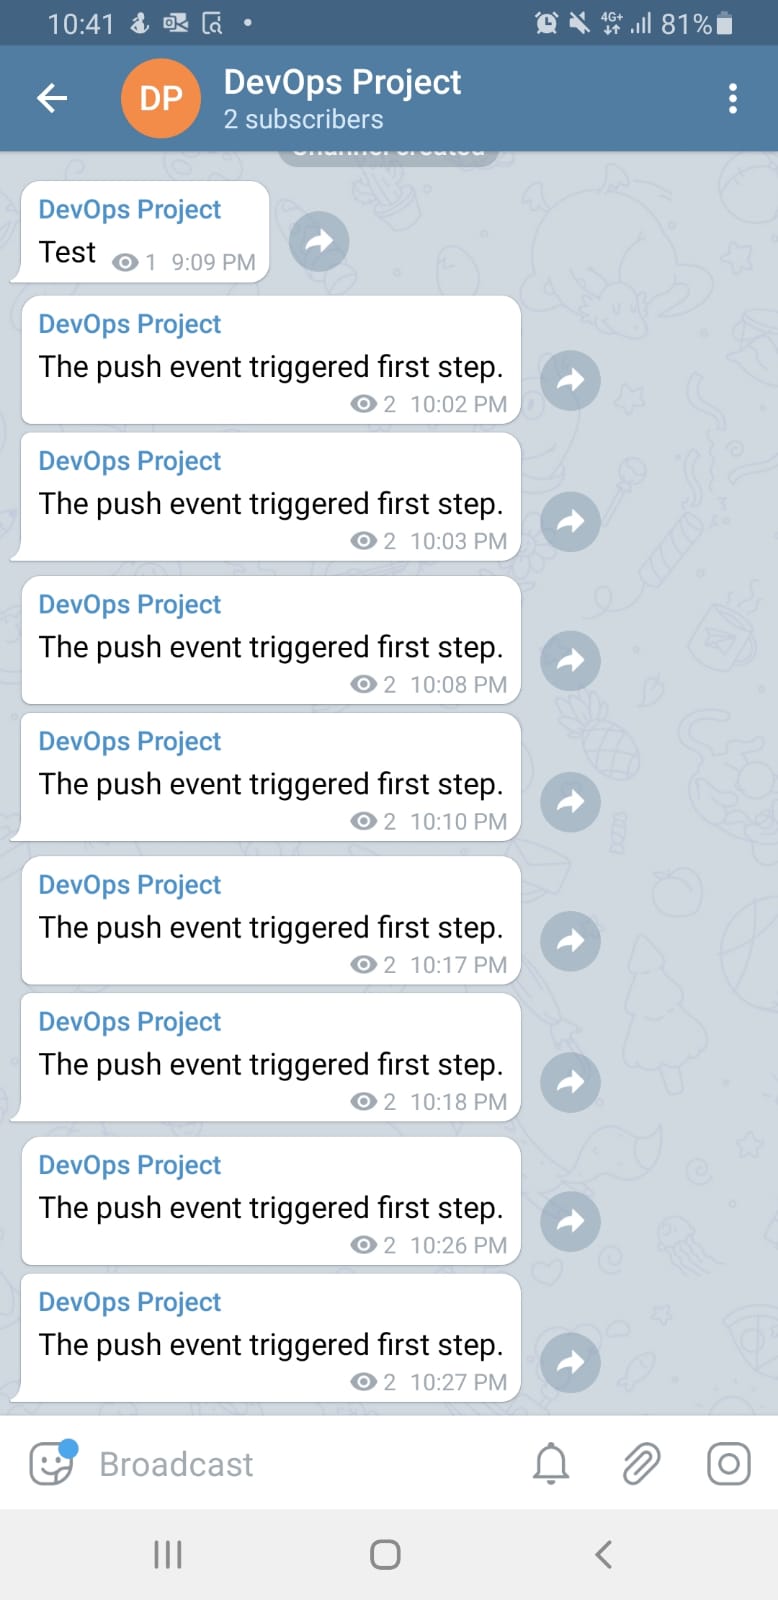 10:41 4G+ 81%
DP DevOps Project
2 subscribers
Channel created
DevOps Project
Test 1 9:09 PM
DevOps Project
The push event triggered first step.
2 10:02 PM
DevOps Project
The push event triggered first step.
2 10:03 PM
DevOps Project
The push event triggered first step.
2 10:08 PM
DevOps Project
The push event triggered first step.
2 10:10 PM
DevOps Project
The push event triggered first step.
2 10:17 PM
DevOps Project
The push event triggered first step.
2 10:18 PM
DevOps Project
The push event triggered first step.
2 10:26 PM
DevOps Project
The push event triggered first step.
2 10:27 PM
Broadcast